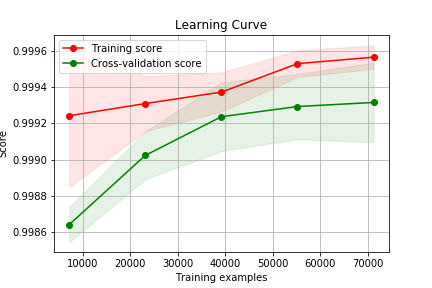 Learning Curve
Training score
Cross-validation score
0.9996
0.9994
0.9992
0.9990
0.9988
0.9986
Score
10000 20000 30000 40000 50000 60000 70000
Training examples